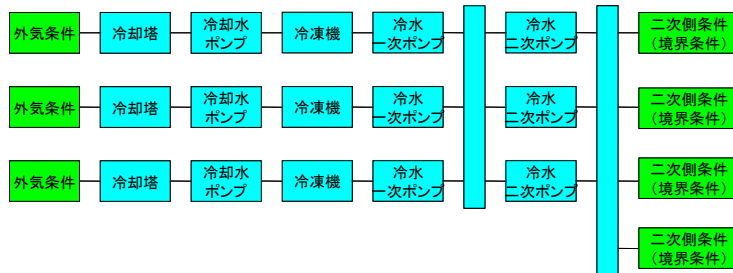 外気条件
冷却塔
冷却水
ポンプ
冷凍機
冷水
一次ポンプ
冷水
二次ポンプ
二次側条件
(境界条件)
外気条件
冷却塔
冷却水
ポンプ
冷凍機
冷水
一次ポンプ
冷水
二次ポンプ
二次側条件
(境界条件)
外気条件
冷却塔
冷却水
ポンプ
冷凍機
冷水
一次ポンプ
冷水
二次ポンプ
二次側条件
(境界条件)
二次側条件
(境界条件)